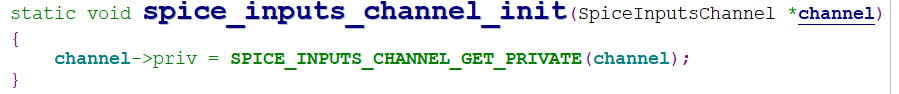 static void spice_inputs_channel_init(SpiceInputsChannel *channel)
{
    channel->priv = SPICE_INPUTS_CHANNEL_GET_PRIVATE(channel);
}